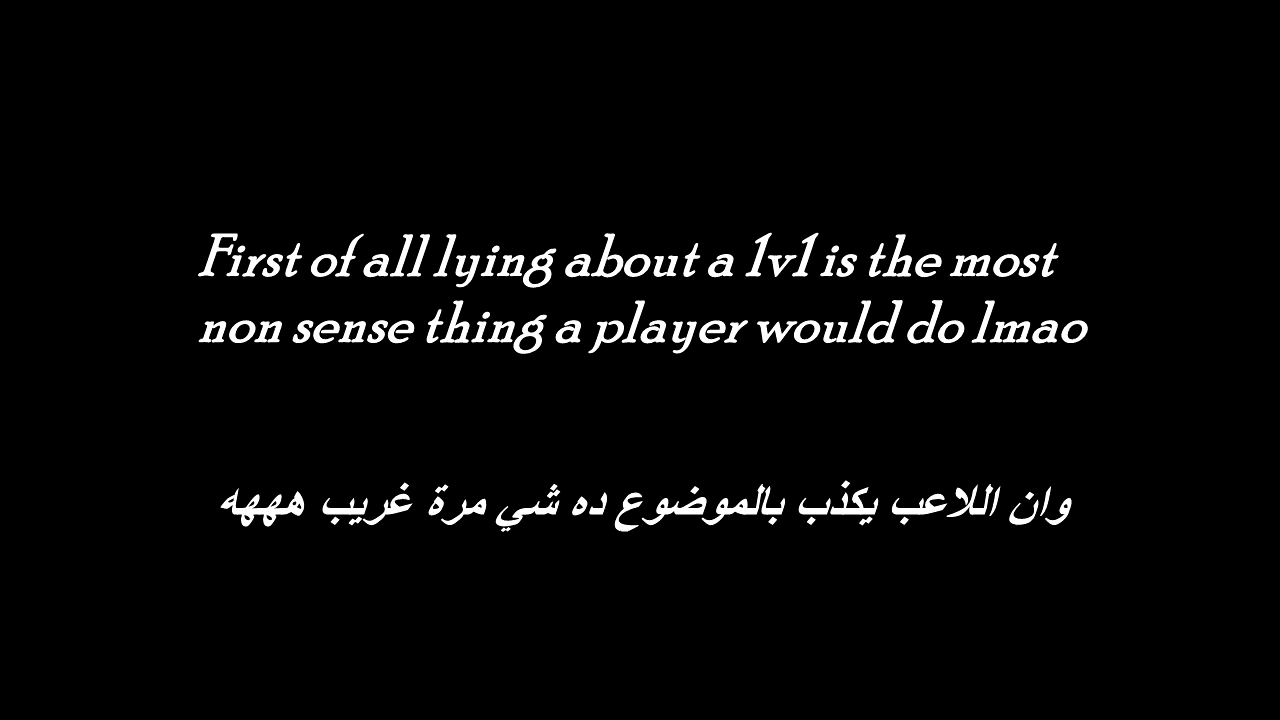 First of all lying about a 1v1 is the most
non sense thing a player would do lmao
وان اللاعب يكذب بالموضوع ده شي مرة غريب هههه